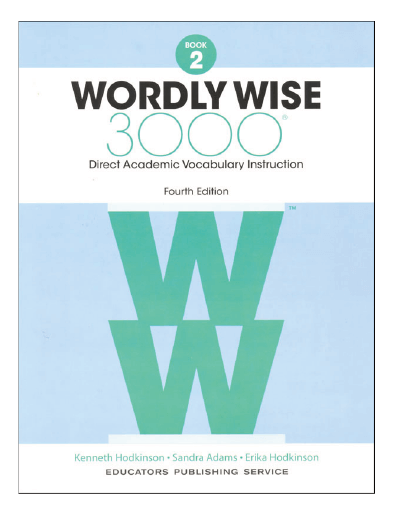 BOOK
2
WORDLY WISE
3000®
Direct Academic Vocabulary Instruction
Fourth Edition
W™
W
Kenneth Hodkinson • Sandra Adams • Erika Hodkinson
EDUCATORS PUBLISHING SERVICE